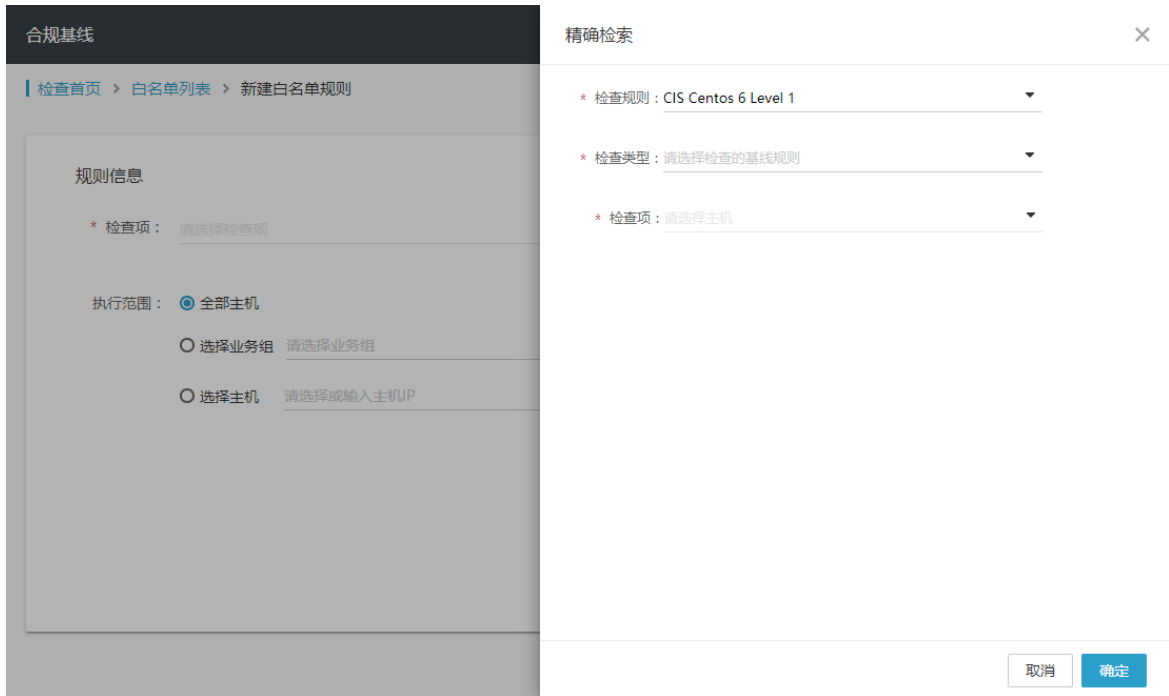 合规基线
检查首页 > 白名单列表 > 新建白名单规则
规则信息
* 检查项： 请选择检查项
执行范围： 全部主机
选择业务组 请选择业务组
选择主机 请选择或输入主机IP
精确检索
* 检查规则：CIS Centos 6 Level 1
* 检查类型：请选择检查的基线规则
* 检查项：请选择主机
取消 确定